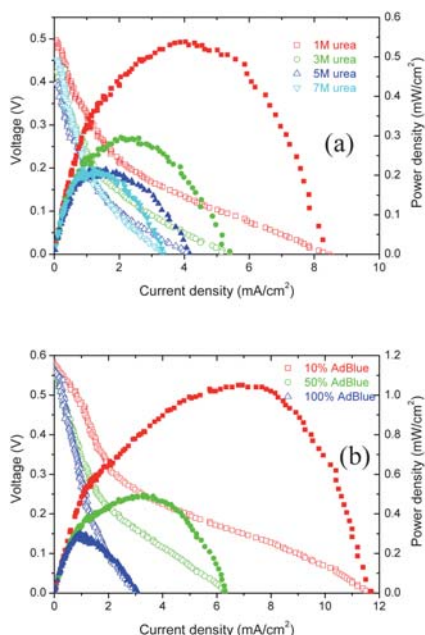 0.6
0.6
0.5
0.5
0.4
0.4
0.3
0.3
0.2
0.2
0.1
0.1
0.0
0.0
0 2 4 6 8 10
Voltage (V)
Power density (mW/cm²)
1M urea
3M urea
5M urea
7M urea
(a)
Current density (mA/cm²)
0.6
1.2
0.5
1.0
0.4
0.8
0.3
0.6
0.2
0.4
0.1
0.2
0.0
0.0
0 2 4 6 8 10 12
Voltage (V)
Power density (mW/cm²)
10% AdBlue
50% AdBlue
100% AdBlue
(b)
Current density (mA/cm²)